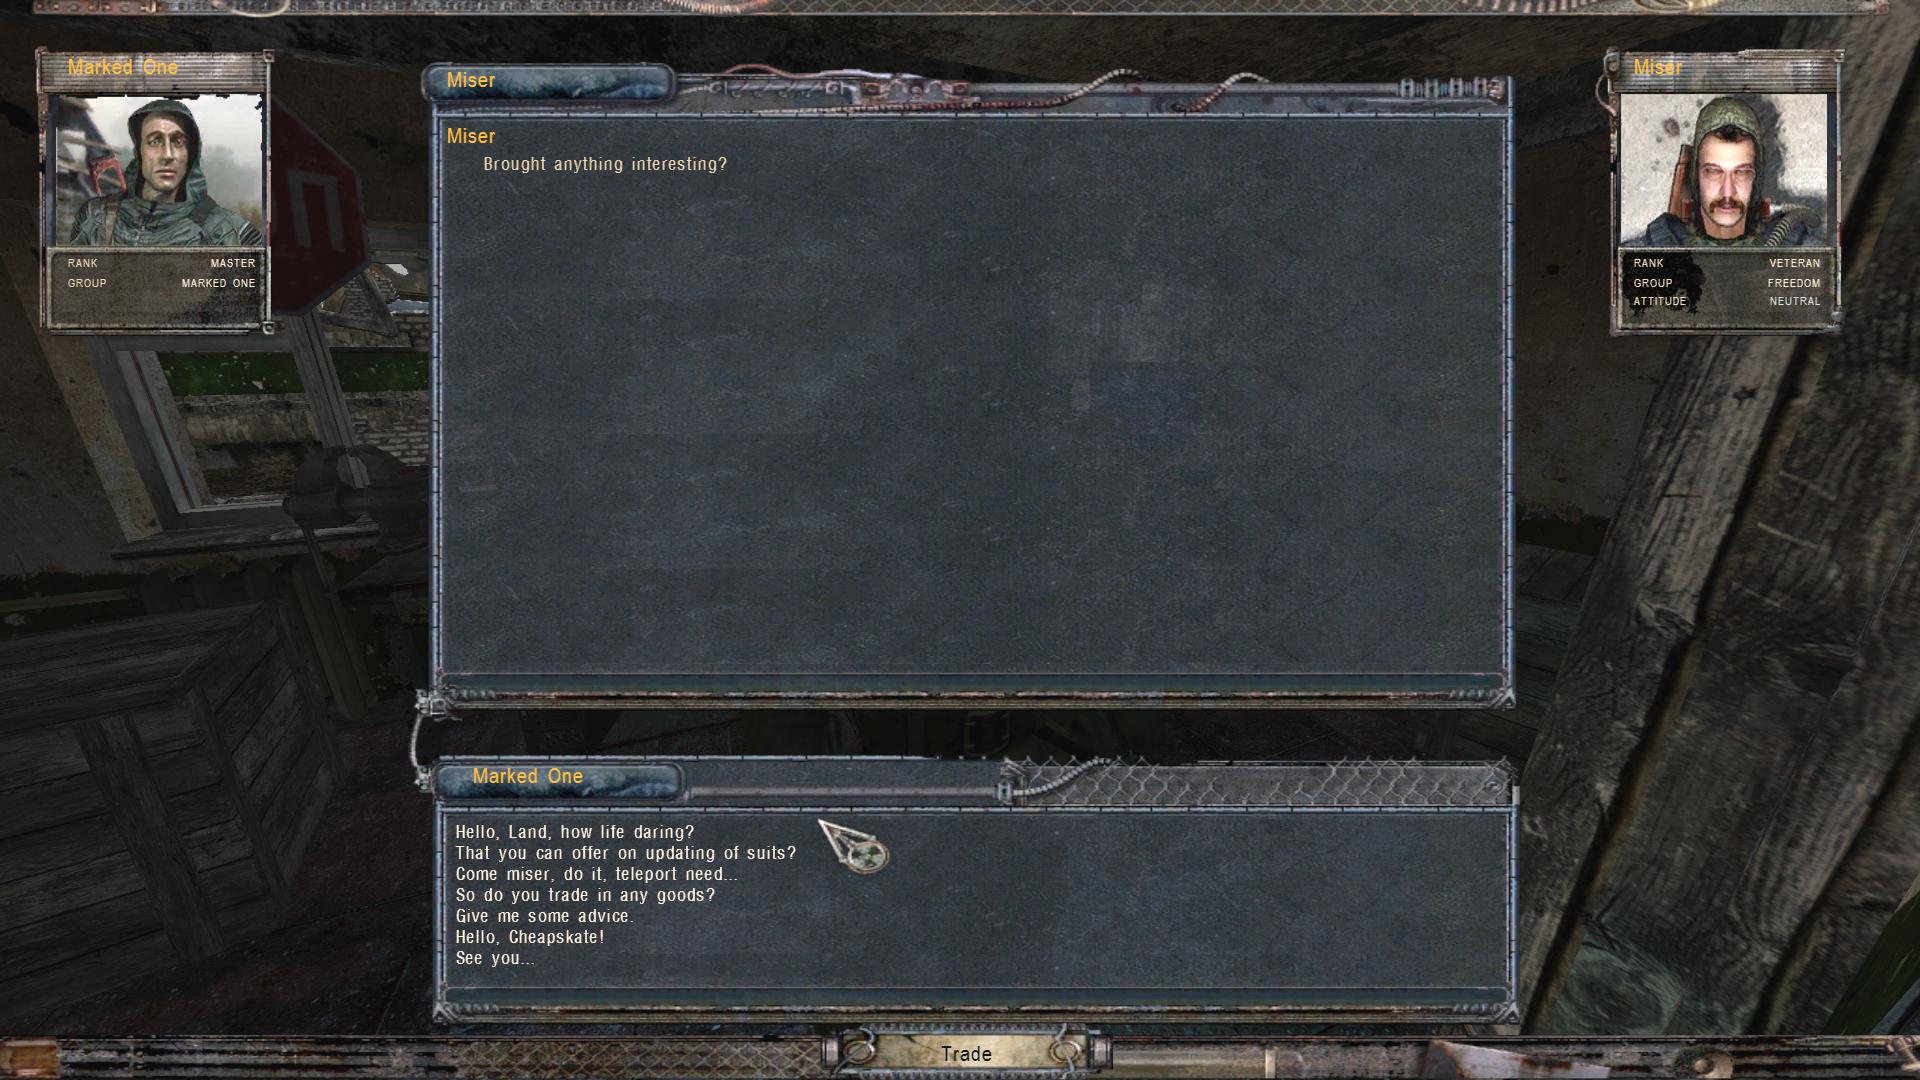 Marked One
RANK MASTER
GROUP MARKED ONE
Miser
Miser
Brought anything interesting?
Miser
RANK VETERAN
GROUP FREEDOM
ATTITUDE NEUTRAL
П
Marked One
Hello, Land, how life daring?
That you can offer on updating of suits?
Come miser, do it, teleport need...
So do you trade in any goods?
Give me some advice.
Hello, Cheapskate!
See you...
Trade